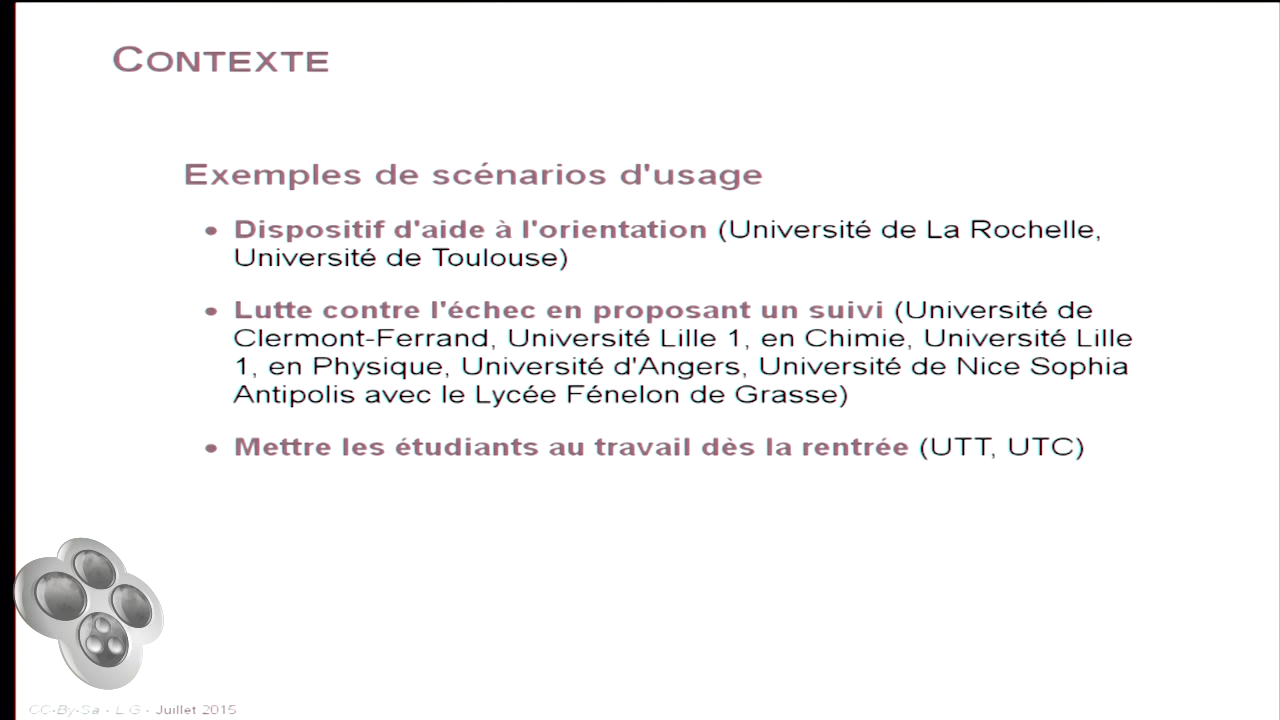 CONTEXTE
Exemples de scénarios d'usage
• Dispositif d'aide à l'orientation (Université de La Rochelle,
Université de Toulouse)
• Lutte contre l'échec en proposant un suivi (Université de
Clermont-Ferrand, Université Lille 1, en Chimie, Université Lille
1, en Physique, Université d'Angers, Université de Nice Sophia
Antipolis avec le Lycée Fénelon de Grasse)
• Mettre les étudiants au travail dès la rentrée (UTT, UTC)
CC-By-Sa - L G - Juillet 2015